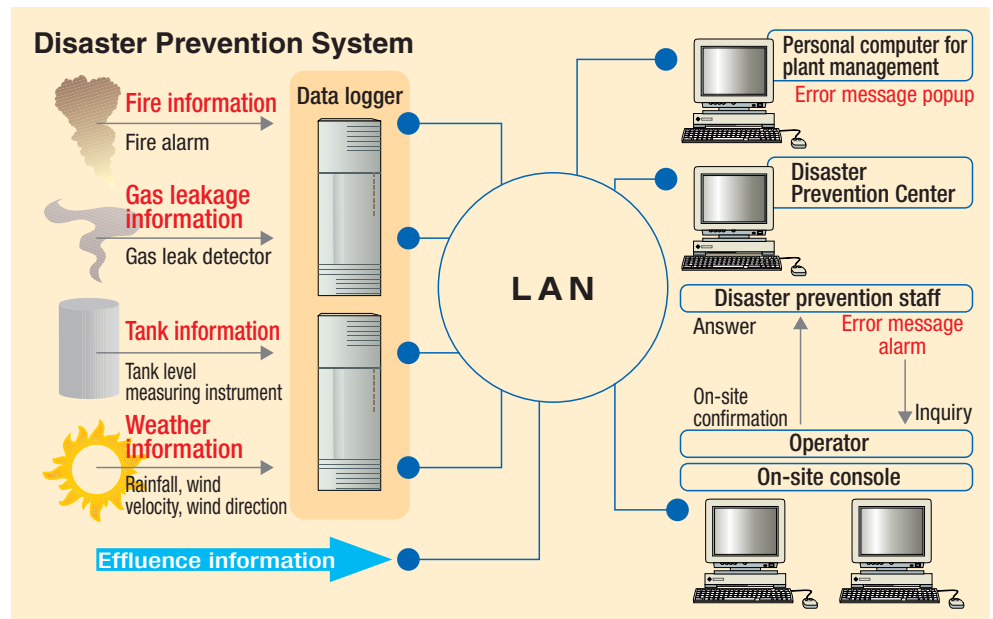 Disaster Prevention System
Fire information
Fire alarm
Gas leakage
information
Gas leak detector
Tank information
Tank level
measuring instrument
Weather
information
Rainfall, wind
velocity, wind direction
Effluence information
Data logger
LAN
Personal computer for
plant management
Error message popup
Disaster
Prevention Center
Disaster prevention staff
Answer
Error message
alarm
On-site
confirmation
Inquiry
Operator
On-site console